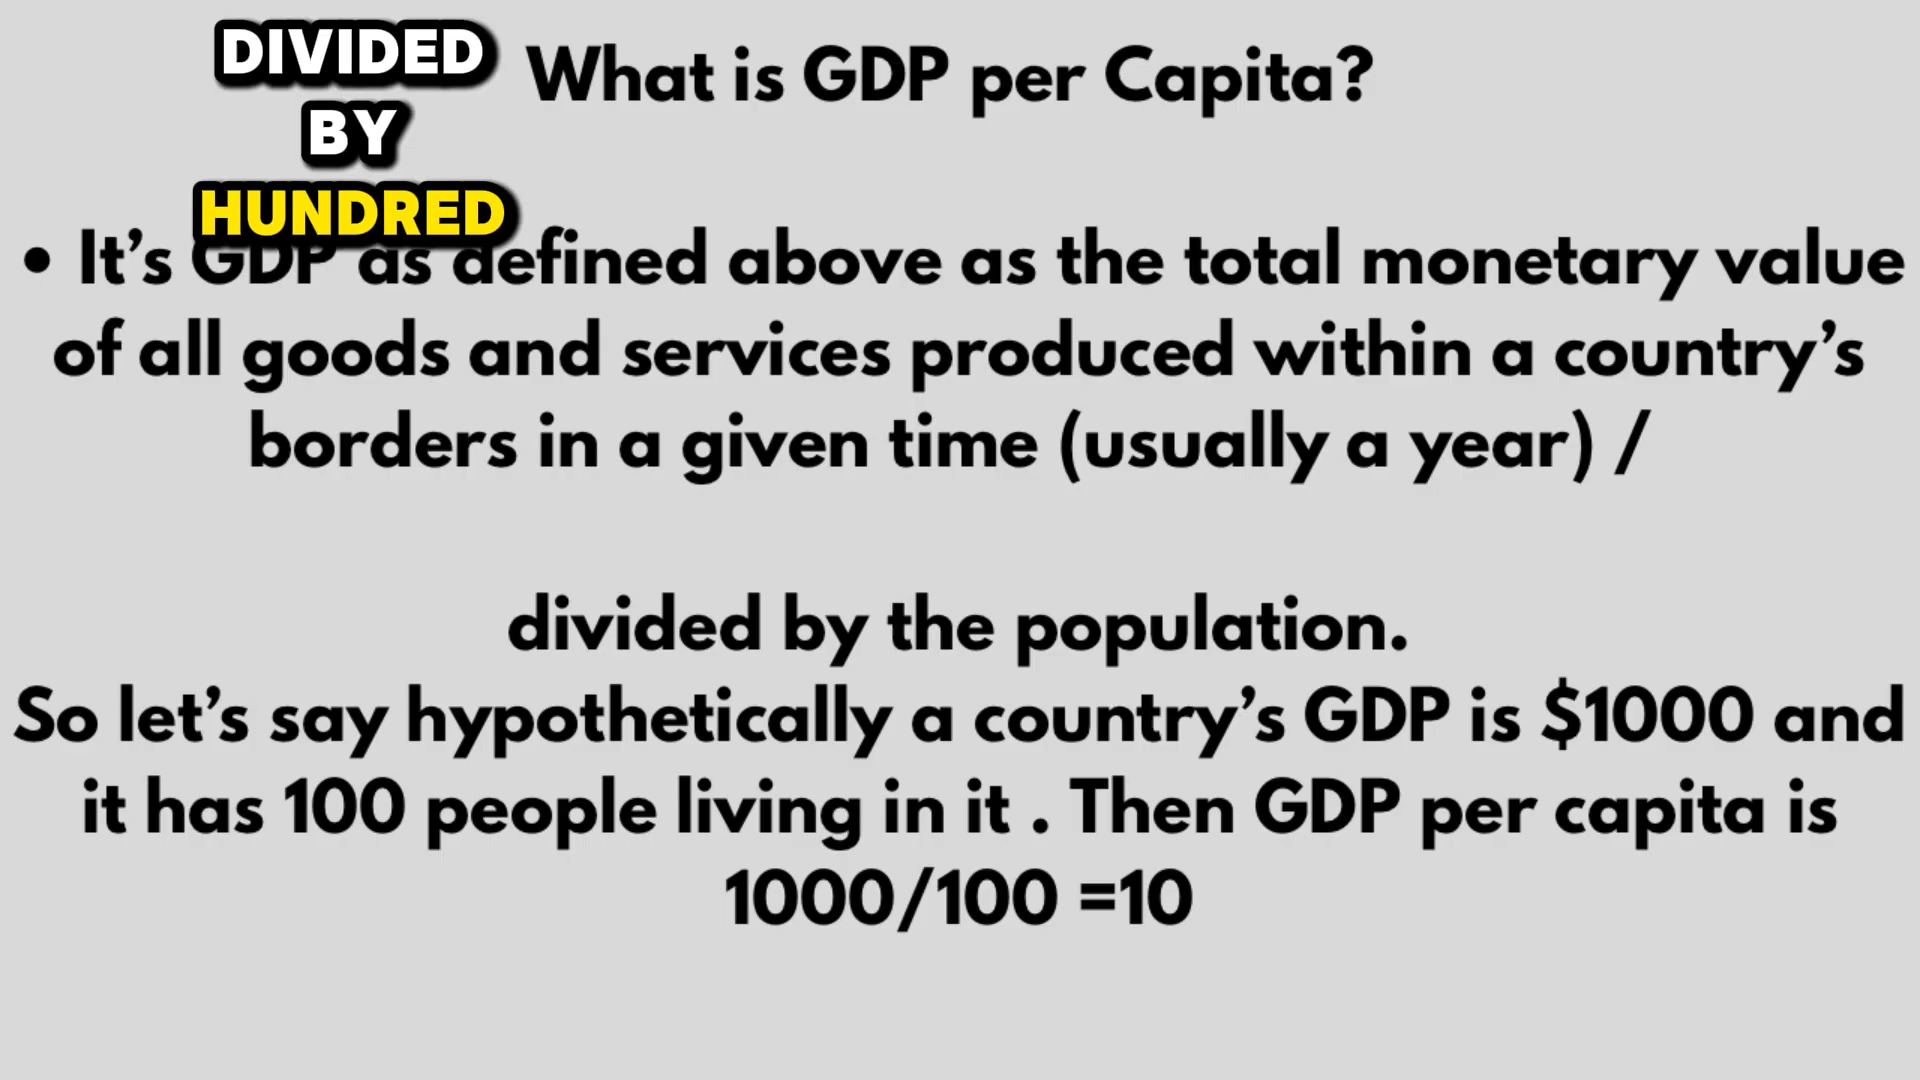 DIVIDED
BY
HUNDRED
What is GDP per Capita?
• It’s GDP as defined above as the total monetary value
of all goods and services produced within a country’s
borders in a given time (usually a year) /
divided by the population.
So let’s say hypothetically a country’s GDP is $1000 and
it has 100 people living in it . Then GDP per capita is
1000/100 =10